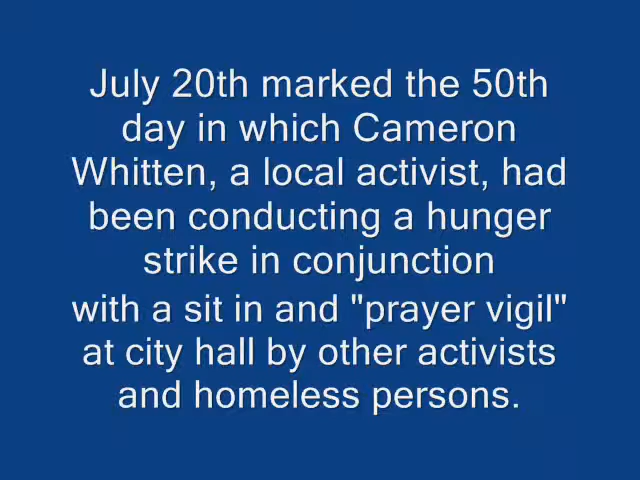 July 20th marked the 50th
day in which Cameron
Whitten, a local activist, had
been conducting a hunger
strike in conjunction
with a sit in and "prayer vigil"
at city hall by other activists
and homeless persons.